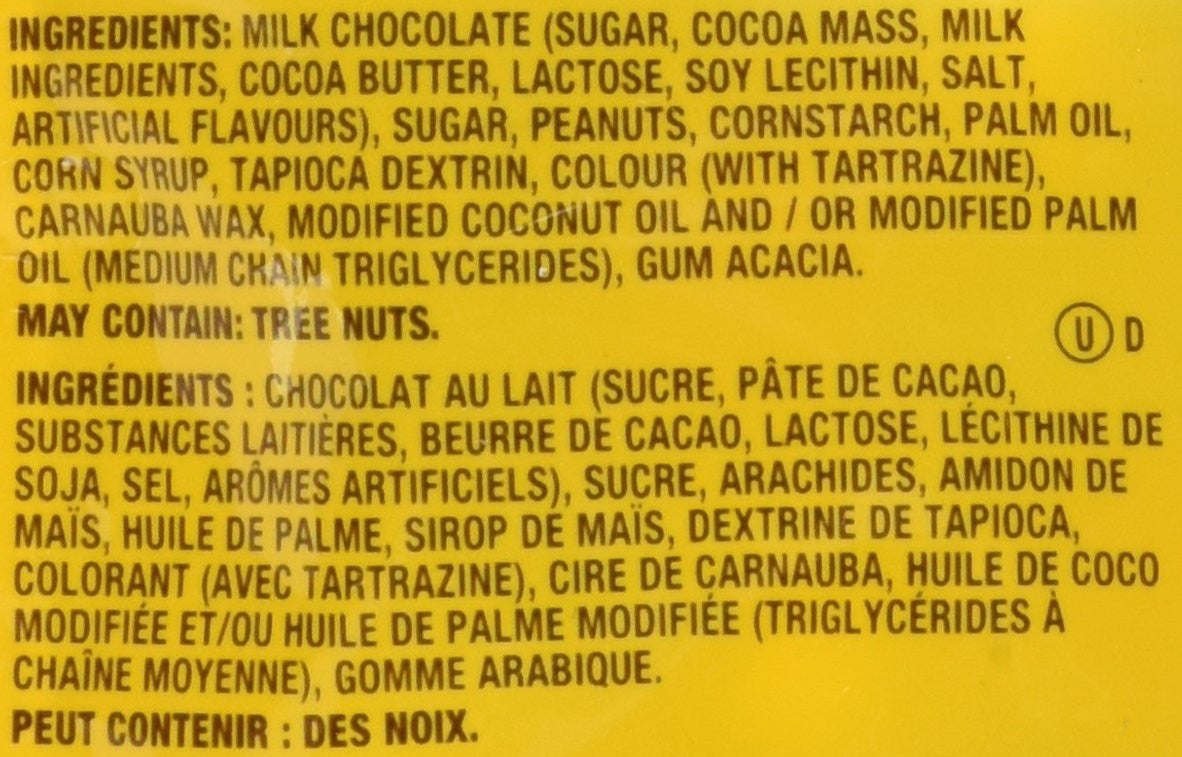 INGREDIENTS: MILK CHOCOLATE (SUGAR, COCOA MASS, MILK
INGREDIENTS, COCOA BUTTER, LACTOSE, SOY LECITHIN, SALT,
ARTIFICIAL FLAVOURS), SUGAR, PEANUTS, CORNSTARCH, PALM OIL,
CORN SYRUP, TAPIOCA DEXTRIN, COLOUR (WITH TARTRAZINE),
CARNAUBA WAX, MODIFIED COCONUT OIL AND / OR MODIFIED PALM
OIL (MEDIUM CHAIN TRIGLYCERIDES), GUM ACACIA.
MAY CONTAIN: TREE NUTS.
U D
INGRÉDIENTS : CHOCOLAT AU LAIT (SUCRE, PÂTE DE CACAO,
SUBSTANCES LAITIÈRES, BEURRE DE CACAO, LACTOSE, LÉCITHINE DE
SOJA, SEL, ARÔMES ARTIFICIELS), SUCRE, ARACHIDES, AMIDON DE
MAÏS, HUILE DE PALME, SIROP DE MAÏS, DEXTRINE DE TAPIOCA,
COLORANT (AVEC TARTRAZINE), CIRE DE CARNAUBA, HUILE DE COCO
MODIFIÉE ET/OU HUILE DE PALME MODIFIÉE (TRIGLYCÉRIDES À
CHAÎNE MOYENNE), GOMME ARABIQUE.
PEUT CONTENIR : DES NOIX.